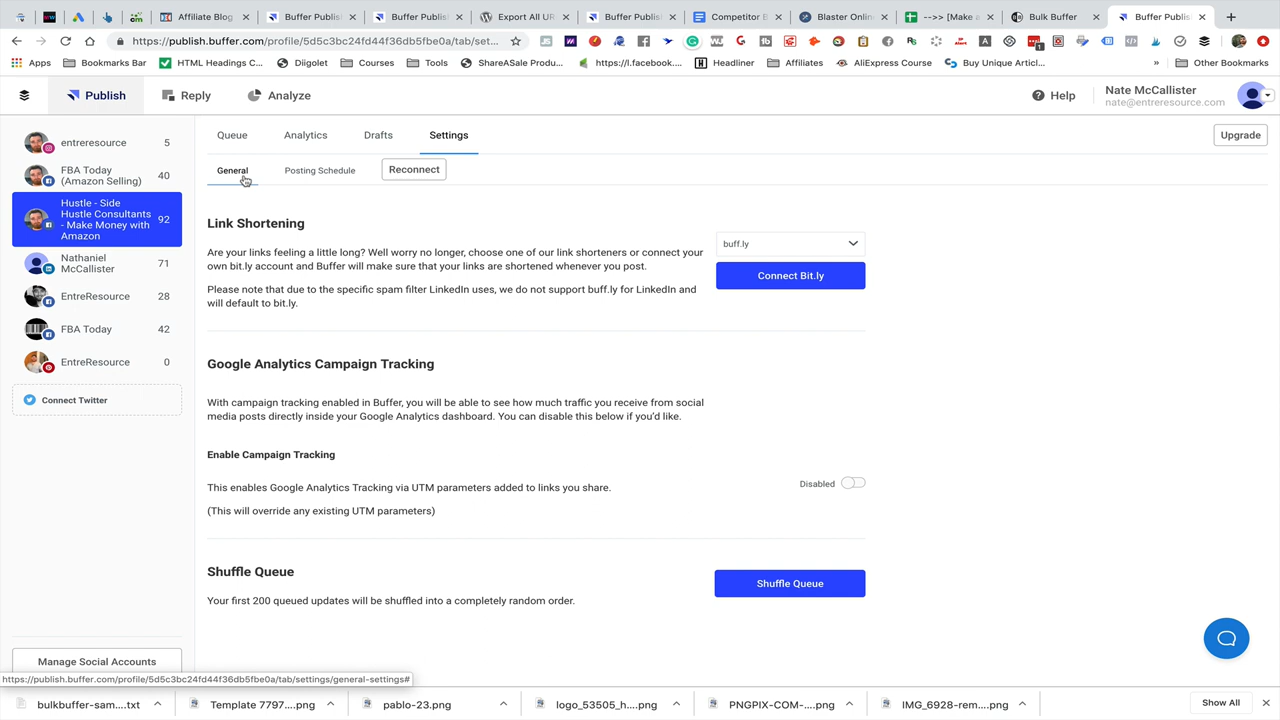 Affiliate Blog
Buffer Publish
Buffer Publish
Export All UR
Buffer Publish
Competitor B
Blaster Onlin
-->> [Make a
Bulk Buffer
Buffer Publis
https://publish.buffer.com/profile/5d5c3bc24fd44f36db5fbe0a/tab/set...
Apps
Bookmarks Bar
HTML Headings C...
Diigolet
Courses
Tools
ShareASale Produ...
https://l.facebook....
Headliner
Affiliates
AliExpress Course
Buy Unique Articl...
»
Other Bookmarks
Publish
Reply
Analyze
Help
Nate McCallister
nate@entreresource.com
entreresource 5
FBA Today
(Amazon Selling) 40
Hustle - Side
Hustle Consultants
- Make Money with
Amazon
92
Nathaniel
McCallister 71
EntreResource 28
FBA Today 42
EntreResource 0
Connect Twitter
Manage Social Accounts
Queue
Analytics
Drafts
Settings
Upgrade
General
Posting Schedule
Reconnect
Link Shortening
Are your links feeling a little long? Well worry no longer, choose one of our link shorteners or connect your
own bit.ly account and Buffer will make sure that your links are shortened whenever you post.
Please note that due to the specific spam filter LinkedIn uses, we do not support buff.ly for LinkedIn and
will default to bit.ly.
buff.ly
Connect Bit.ly
Google Analytics Campaign Tracking
With campaign tracking enabled in Buffer, you will be able to see how much traffic you receive from social
media posts directly inside your Google Analytics dashboard. You can disable this below if you'd like.
Enable Campaign Tracking
This enables Google Analytics Tracking via UTM parameters added to links you share.
Disabled
(This will override any existing UTM parameters)
Shuffle Queue
Your first 200 queued updates will be shuffled into a completely random order.
Shuffle Queue
https://publish.buffer.com/profile/5d5c3bc24fd44f36db5fbe0a/tab/settings/general-settings#
bulkbuffer-sam....txt
Template 7797....png
pablo-23.png
logo_53505_h....png
PNGPIX-COM-....png
IMG_6928-rem....png
Show All